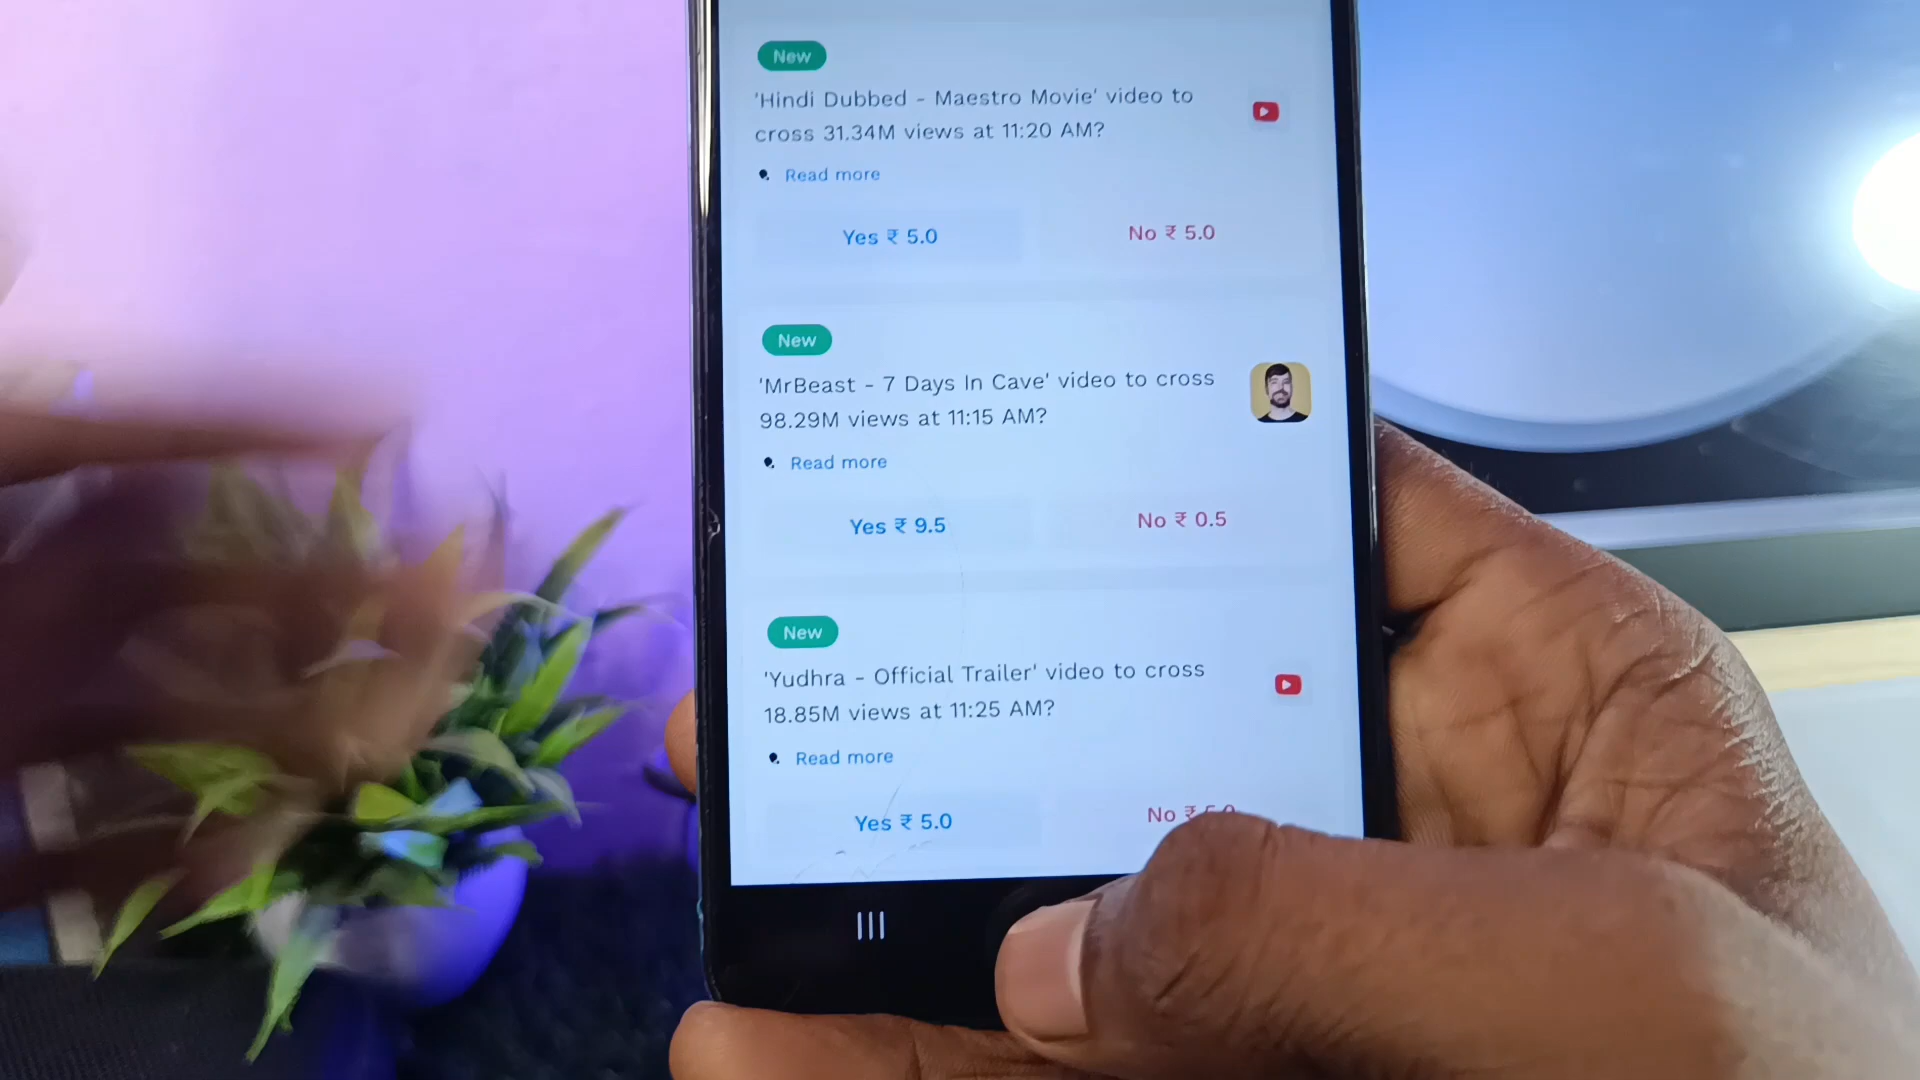 New
'Hindi Dubbed - Maestro Movie' video to
cross 31.34M views at 11:20 AM?
Read more
Yes ₹ 5.0
No ₹ 5.0
New
'MrBeast - 7 Days In Cave' video to cross
98.29M views at 11:15 AM?
Read more
Yes ₹ 9.5
No ₹ 0.5
New
'Yudhra - Official Trailer' video to cross
18.85M views at 11:25 AM?
Read more
Yes ₹ 5.0
No ₹ 5.0